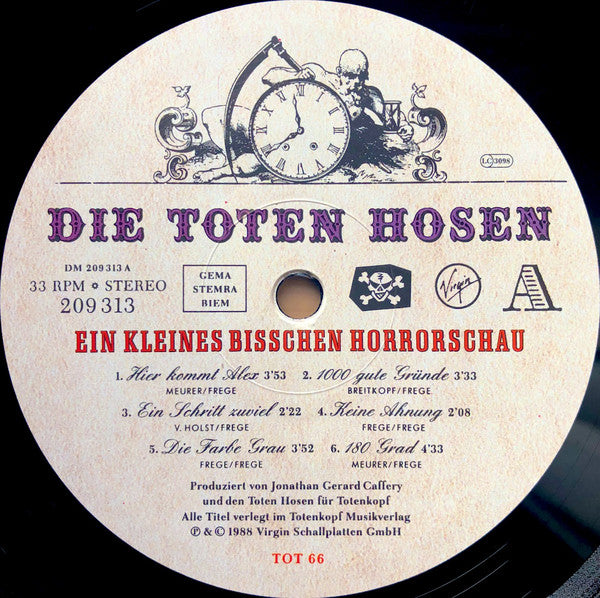 LC 3098
DIE TOTEN HOSEN
DM 209 313 A
33 RPM ✪ STEREO
209 313
GEMA
STEMRA
BIEM
Virgin
A
EIN KLEINES BISSCHEN HORRORSCHAU
1. Hier kommt Alex 3'53 2. 1000 gute Gründe 3'33
MEURER/FREGE BREITKOPF/FREGE
3. Ein Schritt zuviel 2'22 4. Keine Ahnung 2'08
V. HOLST/FREGE FREGE/FREGE
5. Die Farbe Grau 3'52 6. 180 Grad 4'33
FREGE/FREGE MEURER/FREGE
Produziert von Jonathan Gerard Caffery
und den Toten Hosen für Totenkopf
Alle Titel verlegt im Totenkopf Musikverlag
℗ & © 1988 Virgin Schallplatten GmbH
TOT 66